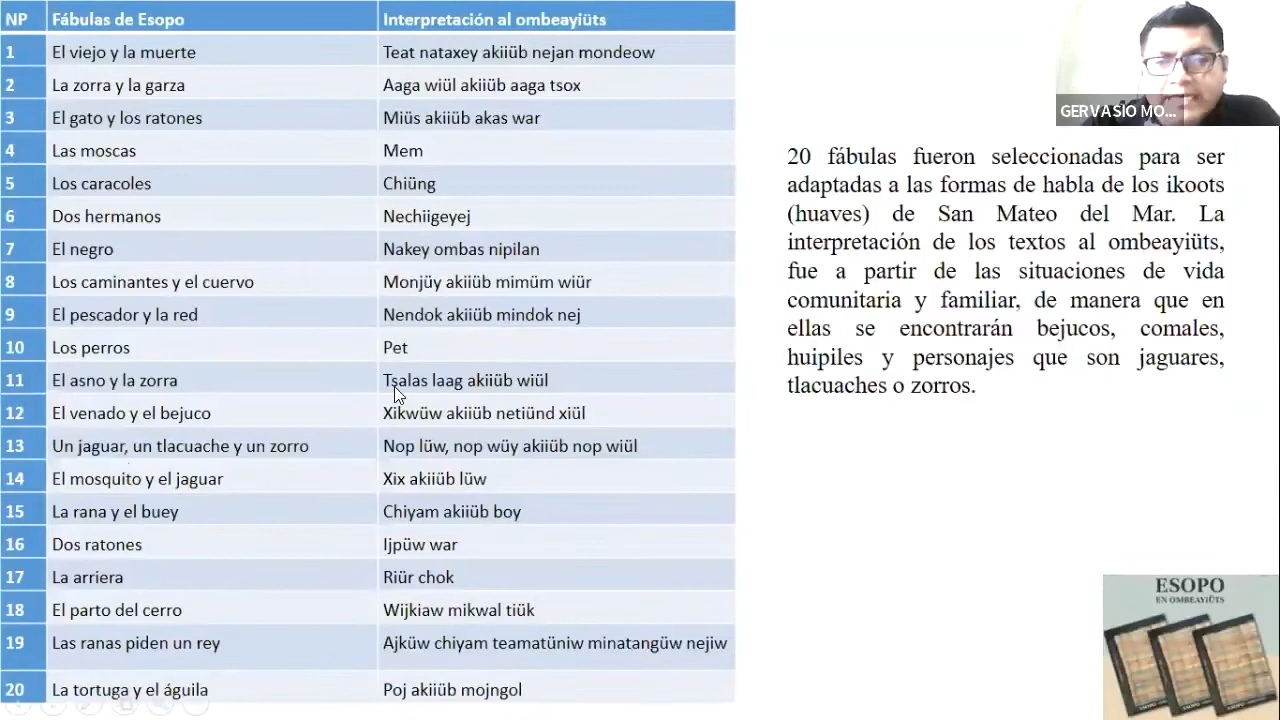 NP Fábulas de Esopo Interpretación al ombeayiüts
1 El viejo y la muerte Teat nataxey akiiüb nejan mondeow
2 La zorra y la garza Aaga wiül akiiüb aaga tsox
3 El gato y los ratones Miüs akiiüb akas war
4 Las moscas Mem
5 Los caracoles Chiüng
6 Dos hermanos Nechiigeyej
7 El negro Nakey ombas nipilan
8 Los caminantes y el cuervo Monjüy akiiüb mimüm wiür
9 El pescador y la red Nendok akiiüb mindok nej
10 Los perros Pet
11 El asno y la zorra Tsalas laag akiiüb wiül
12 El venado y el bejuco Xikwüw akiiüb netiünd xiül
13 Un jaguar, un tlacuache y un zorro Nop lüw, nop wüy akiiüb nop wiül
14 El mosquito y el jaguar Xix akiiüb lüw
15 La rana y el buey Chiyam akiiüb boy
16 Dos ratones Ijpüw war
17 La arriera Riür chok
18 El parto del cerro Wijkiaw mikwal tiük
19 Las ranas piden un rey Ajküw chiyam teamatüniw minatangüw nejiw
20 La tortuga y el águila Poj akiiüb mojngol
GERVASIO MO...
20 fábulas fueron seleccionadas para ser
adaptadas a las formas de habla de los ikoots
(huaves) de San Mateo del Mar. La
interpretación de los textos al ombeayiüts,
fue a partir de las situaciones de vida
comunitaria y familiar, de manera que en
ellas se encontrarán bejucos, comales,
huipiles y personajes que son jaguares,
tlacuaches o zorros.
ESOPO
EN OMBEAYIÜTS